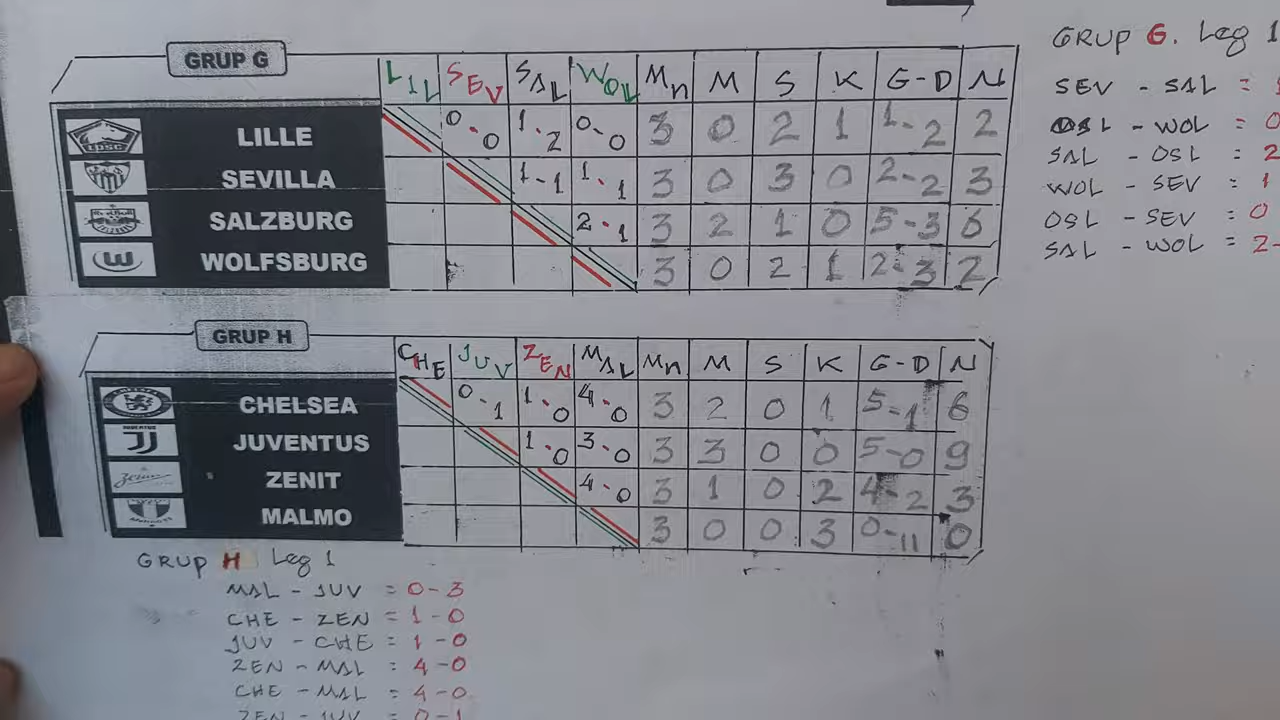 GRUP G
LIL SEV SAL WOL Mn M S K G-D N
LILLE 0-0 1-2 0-0 3 0 2 1 1-2 2
SEVILLA 1-1 1-1 3 0 3 0 2-2 3
SALZBURG 2-1 3 2 1 0 5-3 6
WOLFSBURG 3 0 2 1 2-3 2
GRUP G. Leg 1
SEV - SAL =
OSL - WOL = 0
SAL - OSL = 2
WOL - SEV = 1
OSL - SEV = 0
SAL - WOL = 2-
GRUP H
CHE JUV ZEN MAL Mn M S K G-D N
CHELSEA 0-1 1-0 4-0 3 2 0 1 5-1 6
JUVENTUS 1-0 3-0 3 3 0 0 5-0 9
ZENIT 4-0 3 1 0 2 4-2 3
MALMO 3 0 0 3 0-11 0
GRUP H Leg 1
MAL - JUV = 0-3
CHE - ZEN = 1-0
JUV - CHE = 1-0
ZEN - MAL = 4-0
CHE - MAL = 4-0
ZEN - JUV = 0-1